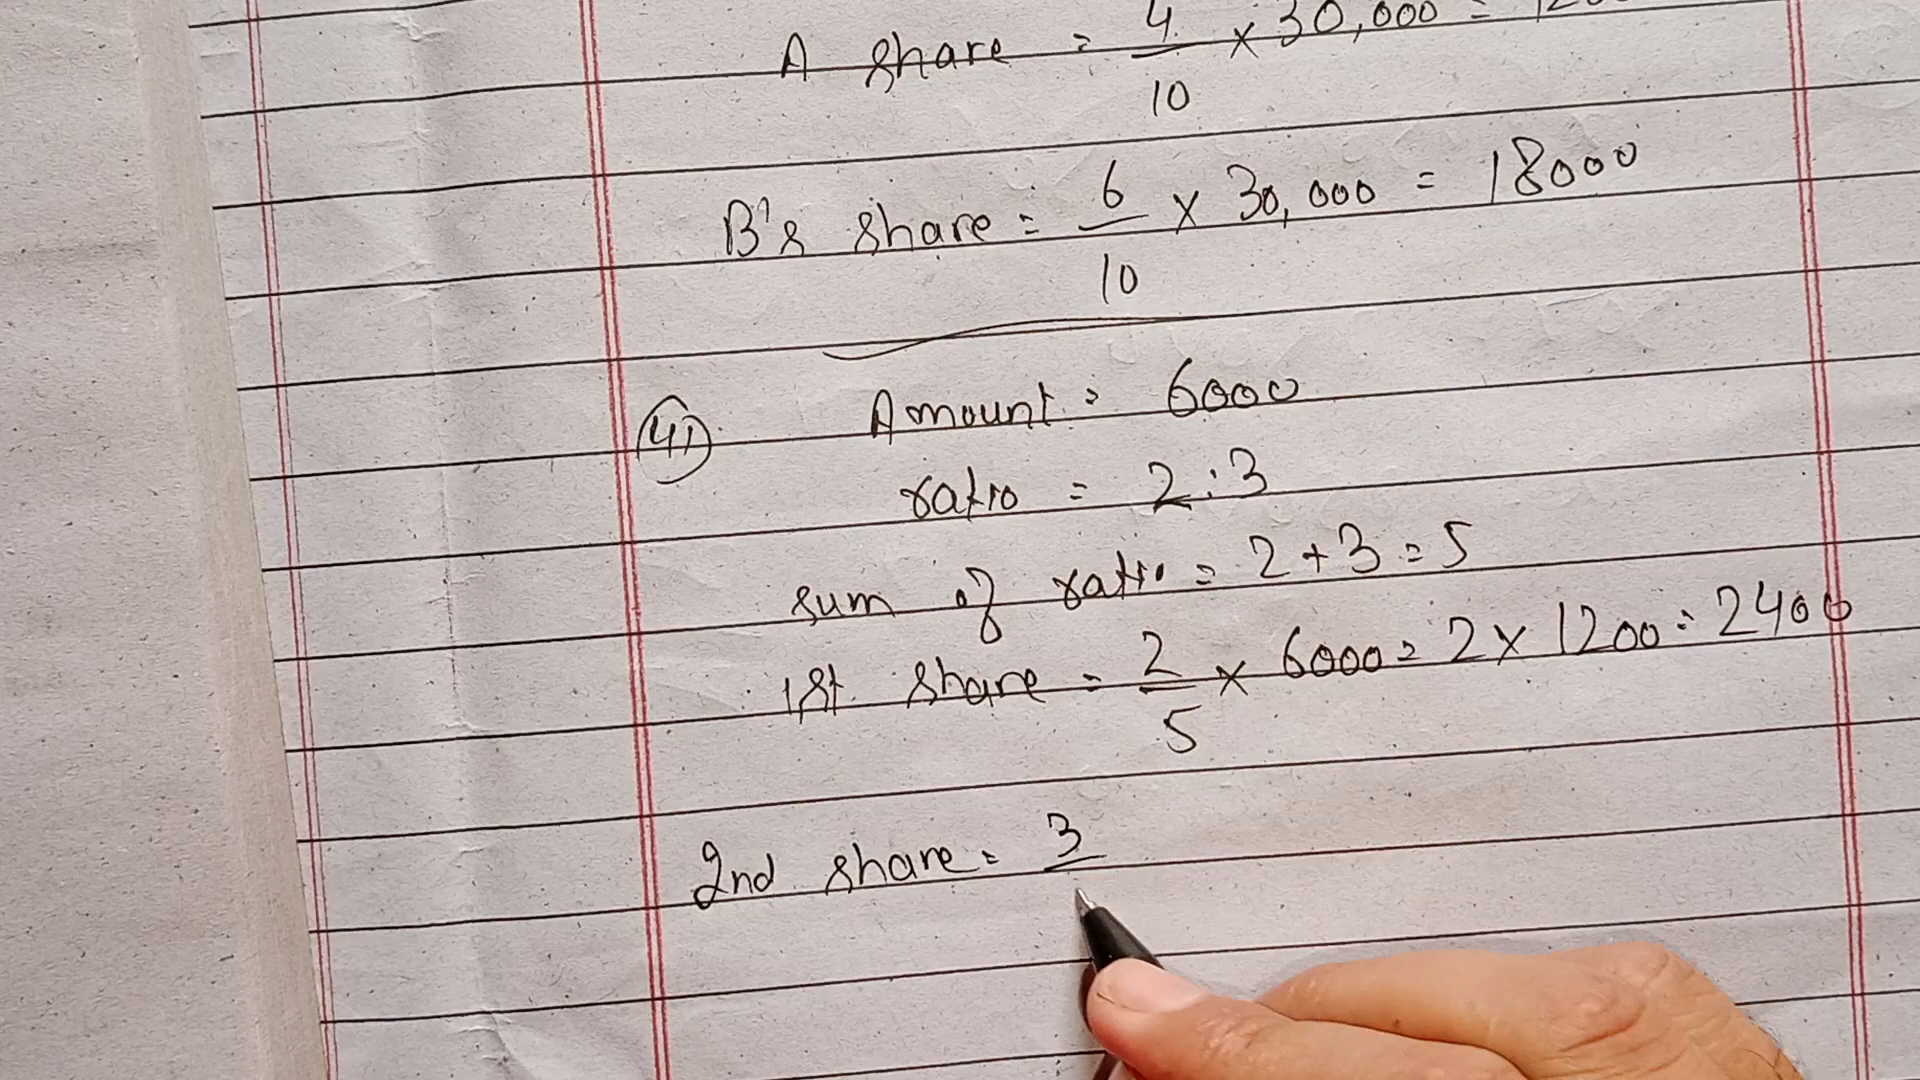 A share = 4/10 × 30,000 =
B's share = 6/10 × 30,000 = 18000
41 Amount = 6000
ratio = 2:3
sum of ratio = 2 + 3 = 5
1st share = 2/5 × 6000 = 2 × 1200 = 2400
2nd share = 3